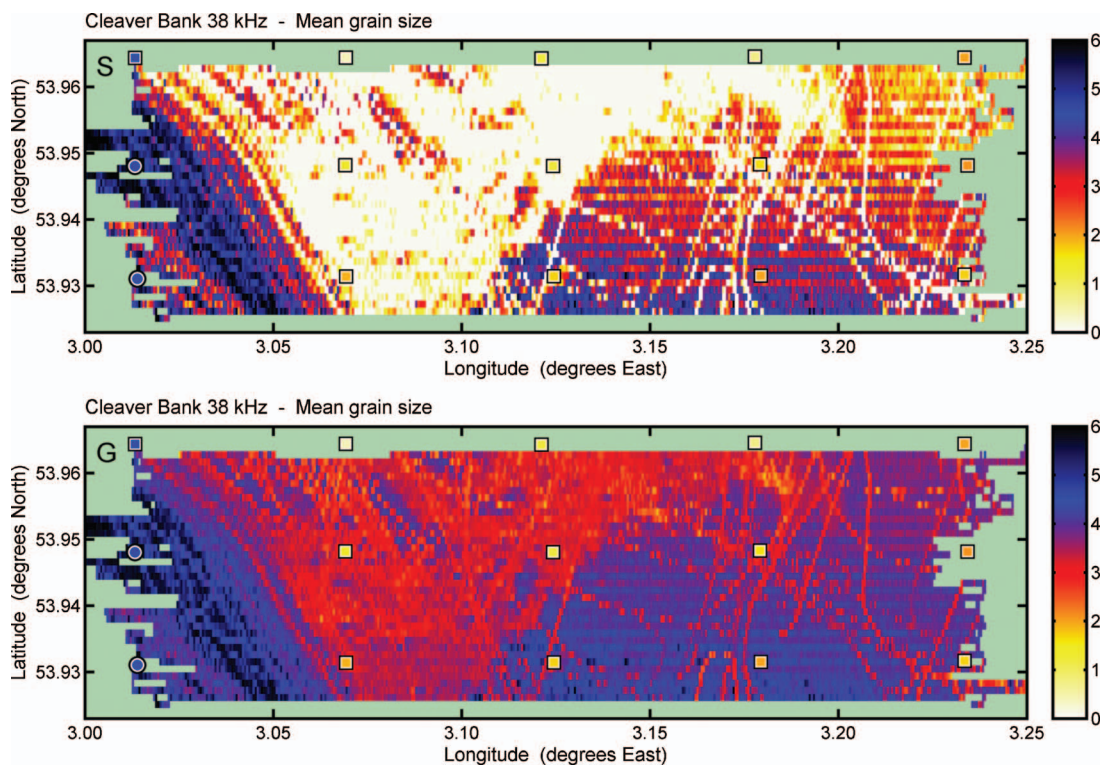 Cleaver Bank 38 kHz - Mean grain size
S
Latitude (degrees North)
53.96
53.95
53.94
53.93
3.00 3.05 3.10 3.15 3.20 3.25
Longitude (degrees East)
6
5
4
3
2
1
0
Cleaver Bank 38 kHz - Mean grain size
G
Latitude (degrees North)
53.96
53.95
53.94
53.93
3.00 3.05 3.10 3.15 3.20 3.25
Longitude (degrees East)
6
5
4
3
2
1
0